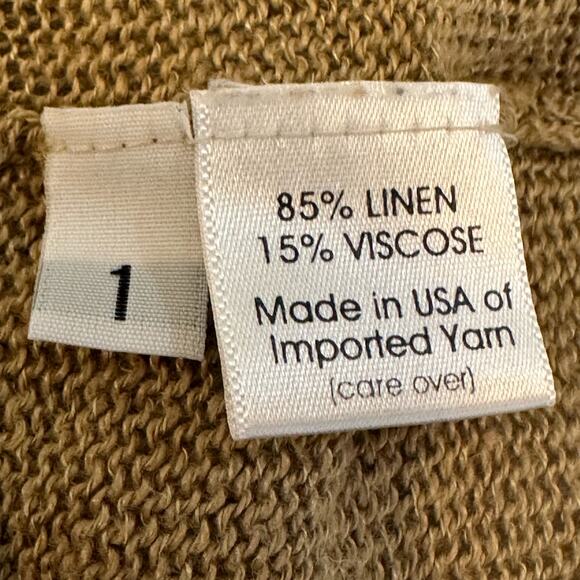 1
85% LINEN
15% VISCOSE
Made in USA of
Imported Yarn
(care over)